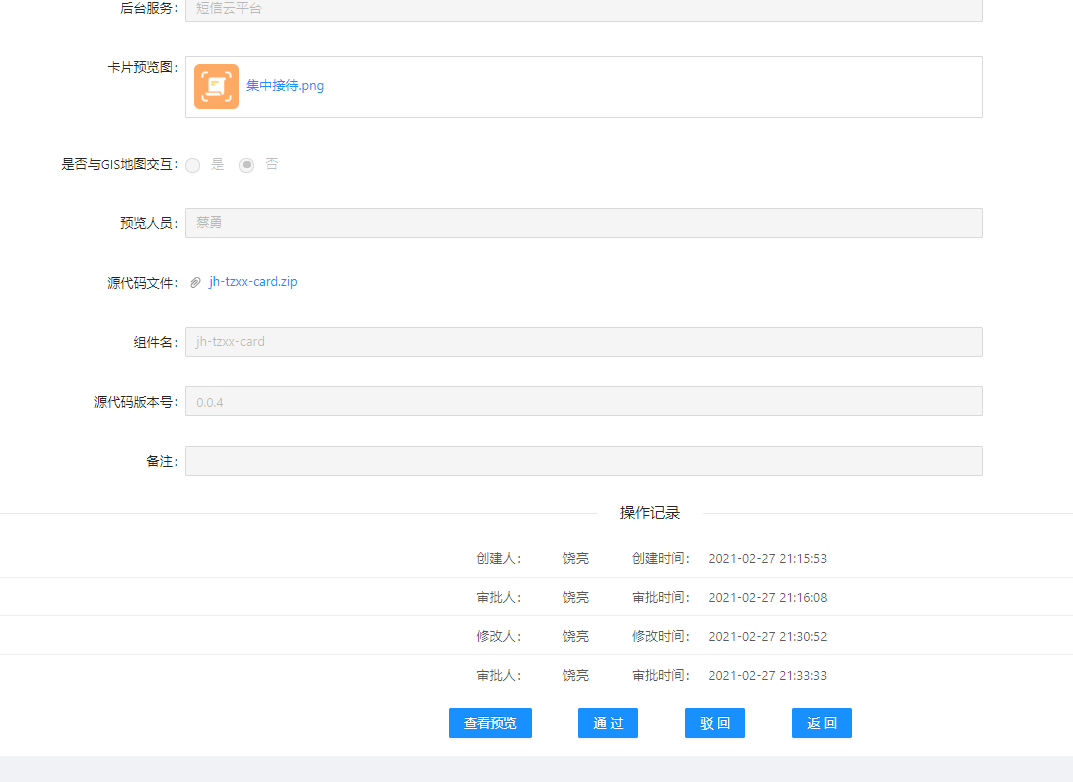 后台服务: 短信云平台
卡片预览图: 集中接待.png
是否与GIS地图交互: 是 否
预览人员: 蔡勇
源代码文件: jh-tzxx-card.zip
组件名: jh-tzxx-card
源代码版本号: 0.0.4
备注:
操作记录
创建人: 饶亮 创建时间: 2021-02-27 21:15:53
审批人: 饶亮 审批时间: 2021-02-27 21:16:08
修改人: 饶亮 修改时间: 2021-02-27 21:30:52
审批人: 饶亮 审批时间: 2021-02-27 21:33:33
查看预览 通过 驳回 返回